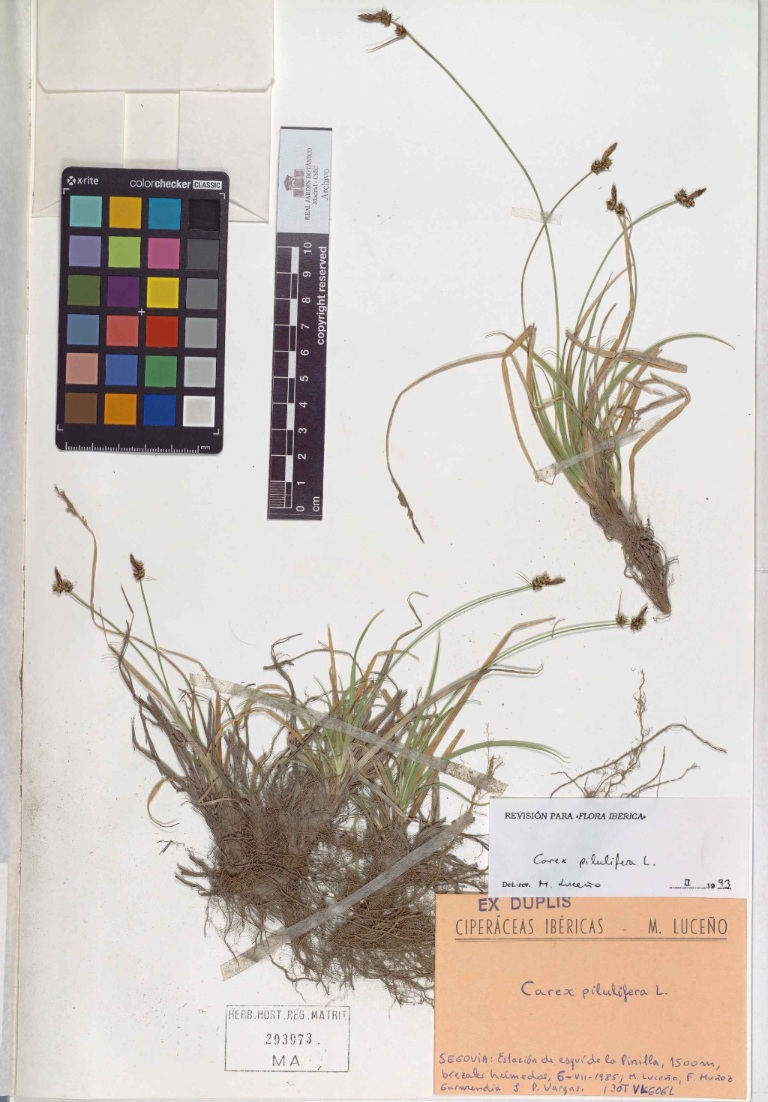 x-rite colorchecker CLASSIC
mm
REAL JARDÍN BOTÁNICO
Madrid - CSIC
Archivo
copyright reserved
0 1 2 3 4 5 6 7 8 9 10
cm
REVISIÓN PARA «FLORA IBERICA»
Carex pilulifera L.
Det.-rev. M. Luceño II 1993
EX DUPLIS
CIPERÁCEAS IBÉRICAS - M. LUCEÑO
Carex pilulifera L.
SEGOVIA: Estación de esquí de la Pinilla, 1500 m,
brezales húmedos, 6-VII-1985; M. Luceño, F. Muñoz
Garmendia & P. Vargas. 30T VL6061
HERB. HORT. REG. MATRIT.
293973
MA